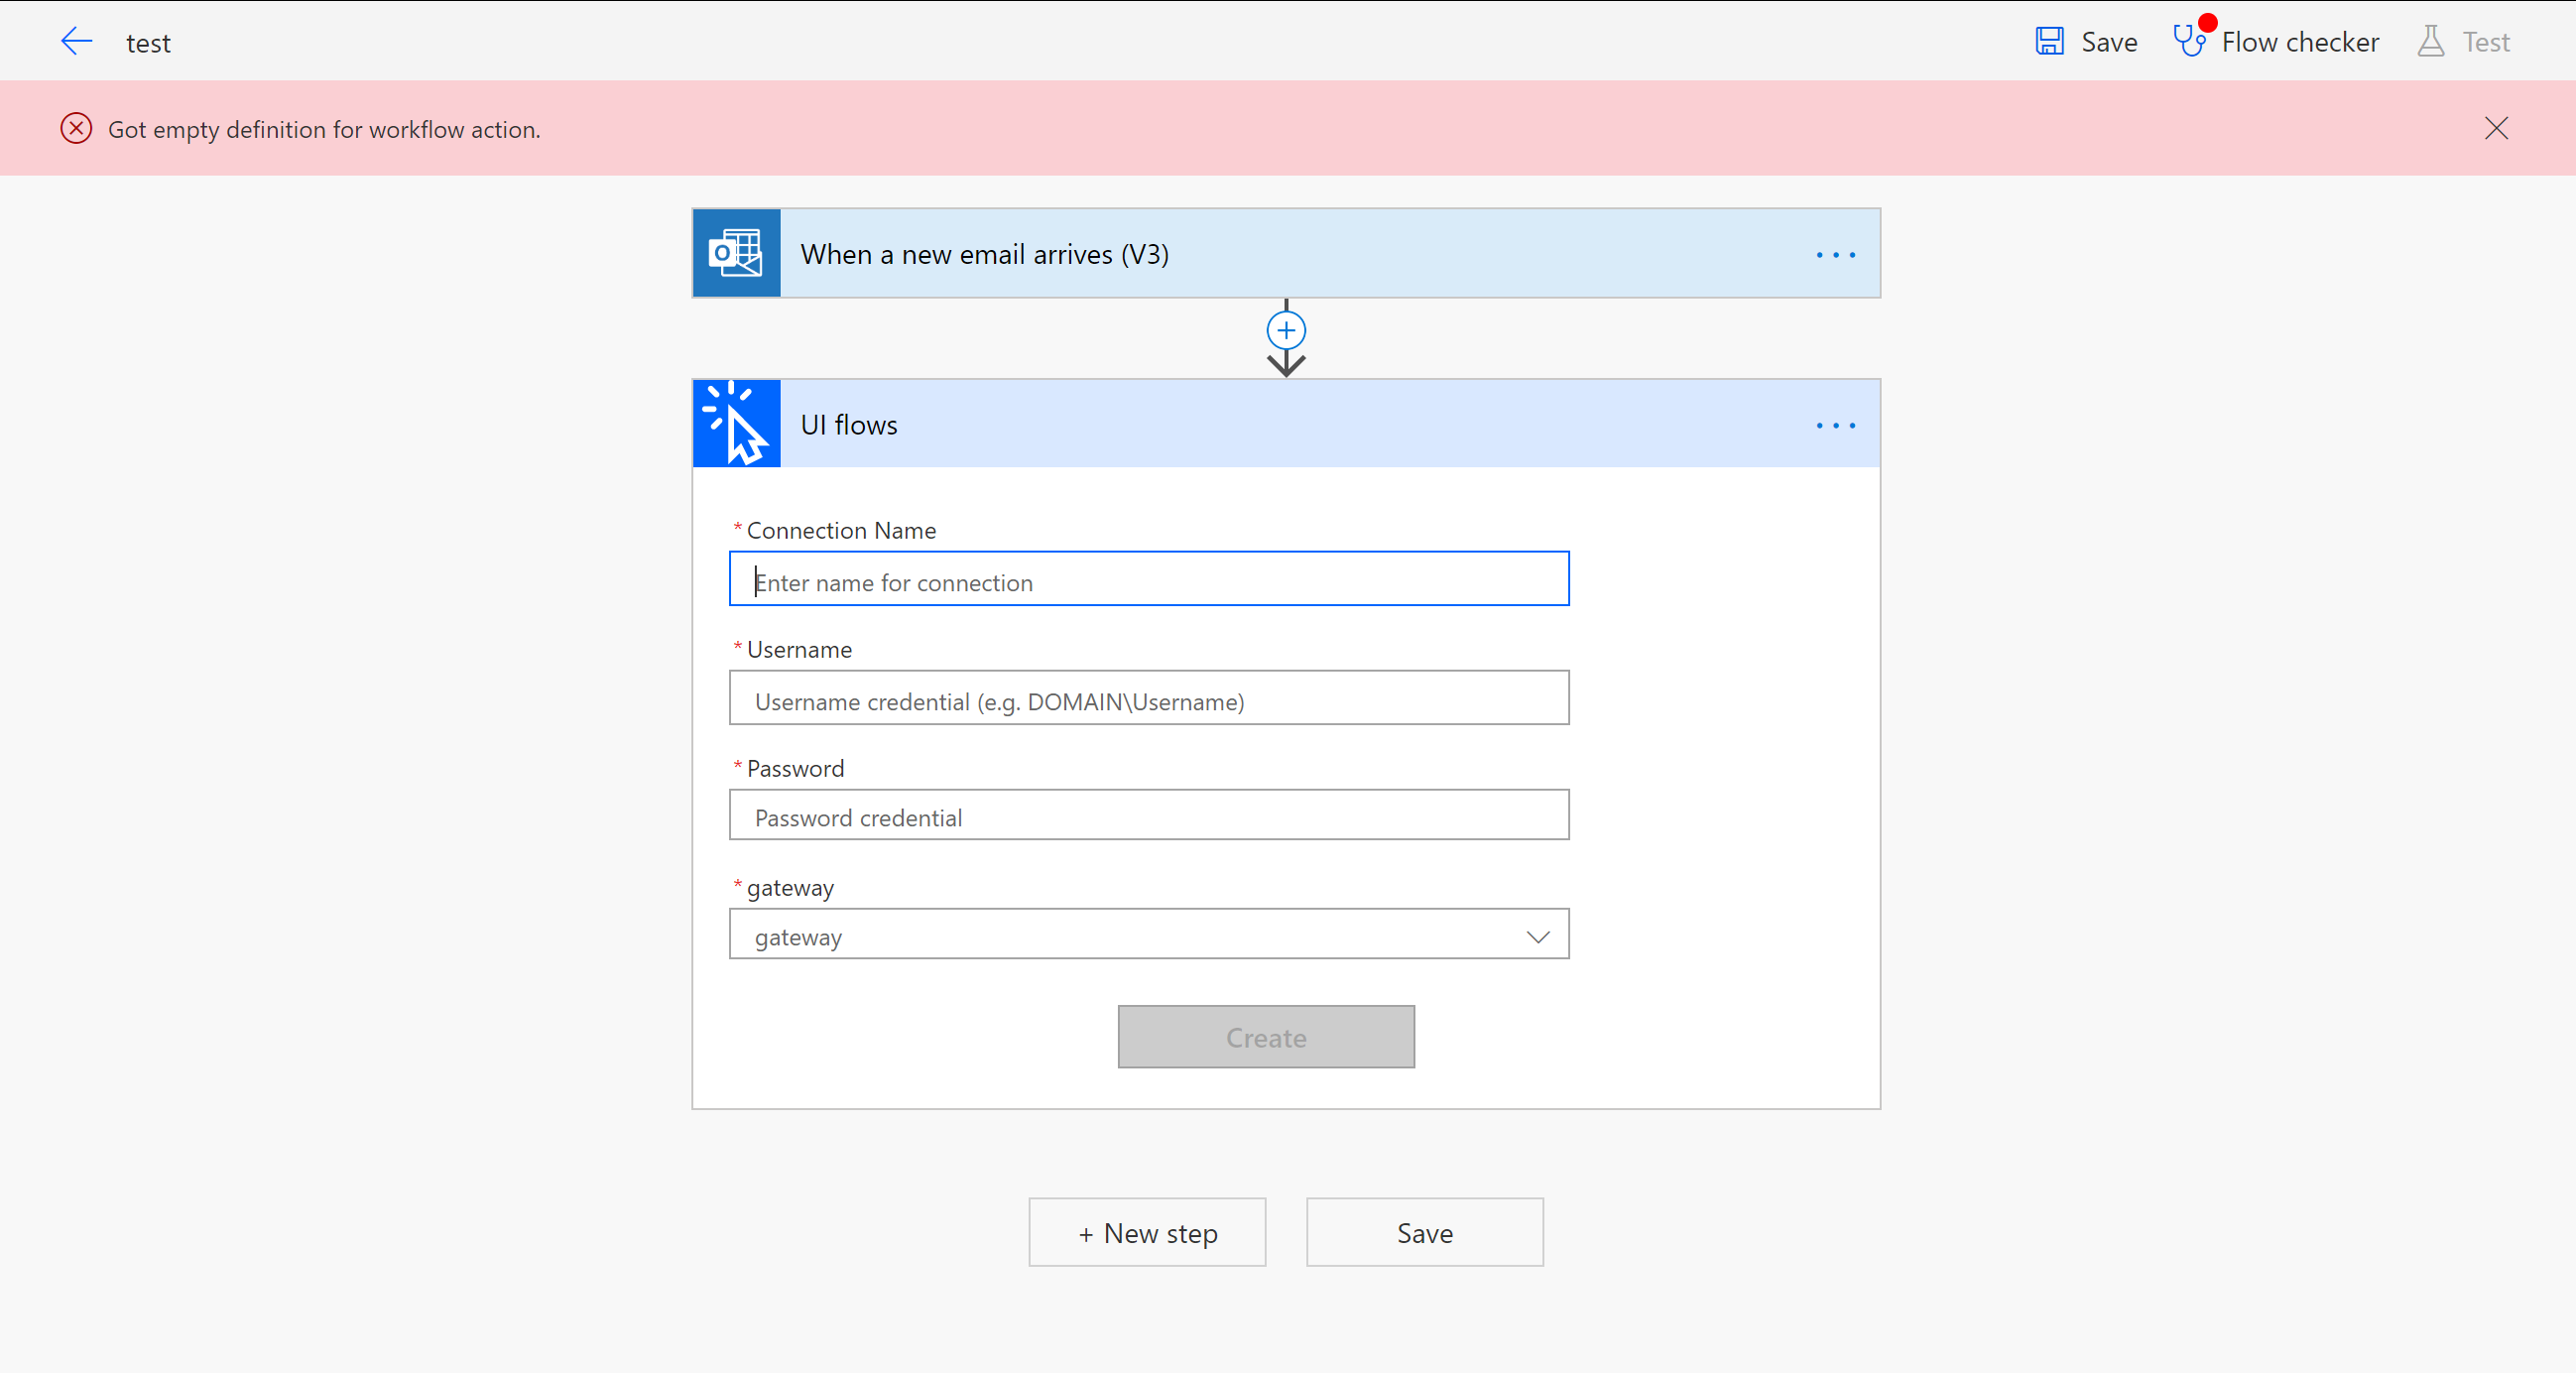 test
Save
Flow checker
Test
Got empty definition for workflow action.
When a new email arrives (V3)
UI flows
* Connection Name
Enter name for connection
* Username
Username credential (e.g. DOMAIN\Username)
* Password
Password credential
* gateway
gateway
Create
+ New step
Save